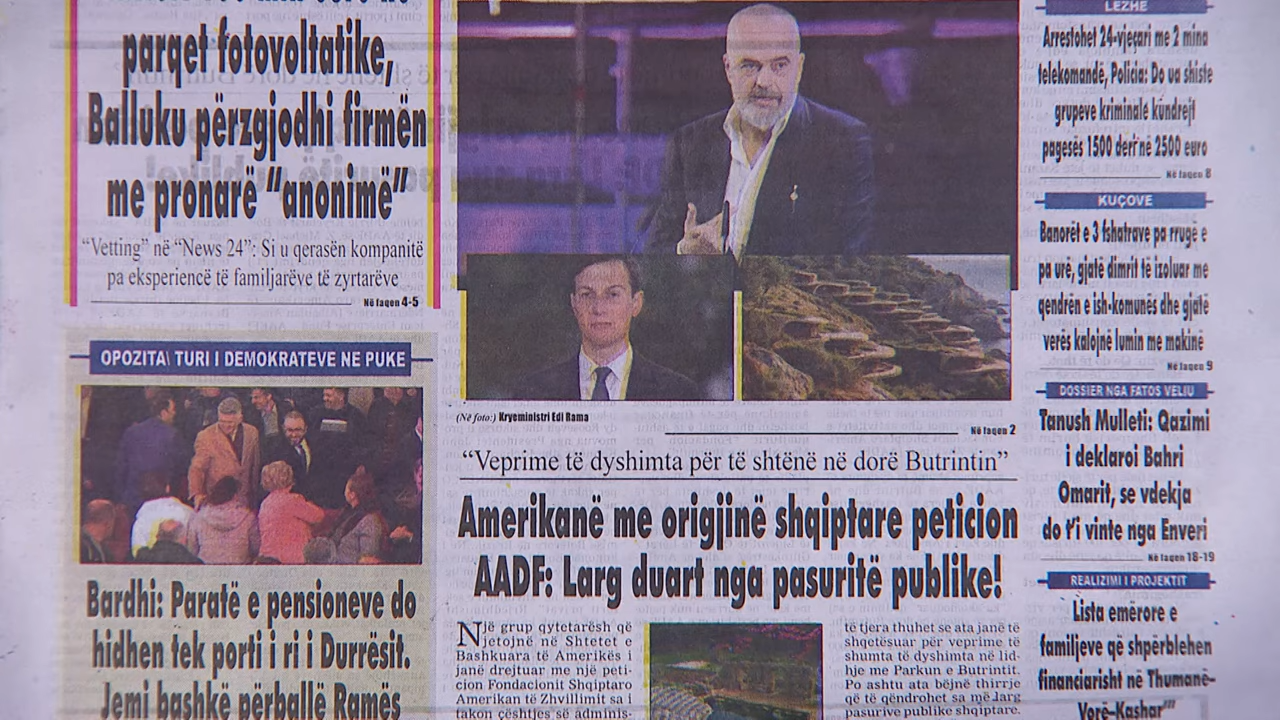 parqet fotovoltatike,
Balluku përzgjodhi firmën
me pronarë “anonimë”
“Vetting” në “News 24”: Si u qerasën kompanitë
pa eksperiencë të familjarëve të zyrtarëve
Në faqen 4-5
OPOZITA\ TURI I DEMOKRATEVE NE PUKE
Bardhi: Paratë e pensioneve do
hidhen tek porti i ri i Durrësit.
Jemi bashkë përballë Ramës
(Në foto:) Kryeministri Edi Rama
Në faqen 2
“Veprime të dyshimta për të shtënë në dorë Butrintin”
Amerikanë me origjinë shqiptare peticion
AADF: Larg duart nga pasuritë publike!
Një grup qytetarësh që
jetojnë në Shtetet e
Bashkuara të Amerikës i
janë drejtuar me një peti-
cion Fondacionit Shqiptaro
Amerikan të Zhvillimit sa i
takon çështjes së adminis-
të tjera thuhet se ata janë të
shqetësuar për veprime të
shumta të dyshimta në lid-
hje me Parkun e Butrintit.
Po ashtu ata bëjnë thirrje
që të qëndrohet sa më larg
pasurive publike shqiptare.
LEZHE
Arrestohet 24-vjeçari me 2 mina
telekomandë, Policia: Do ua shiste
grupeve kriminale kundrejt
pagesës 1500 deri në 2500 euro
Në faqen 8
KUÇOVE
Banorët e 3 fshatrave pa rrugë e
pa urë, gjatë dimrit të izoluar me
qendrën e ish-komunës dhe gjatë
verës kalojnë lumin me makinë
Në faqen 9
DOSSIER NGA FATOS VELIU
Tanush Mulleti: Qazimi
i deklaroi Bahri
Omarit, se vdekja
do t’i vinte nga Enveri
Në faqen 18-19
REALIZIMI I PROJEKTIT
Lista emërore e
familjeve që shpërblehen
financiarisht në Thumanë-
Vorë-Kashar”